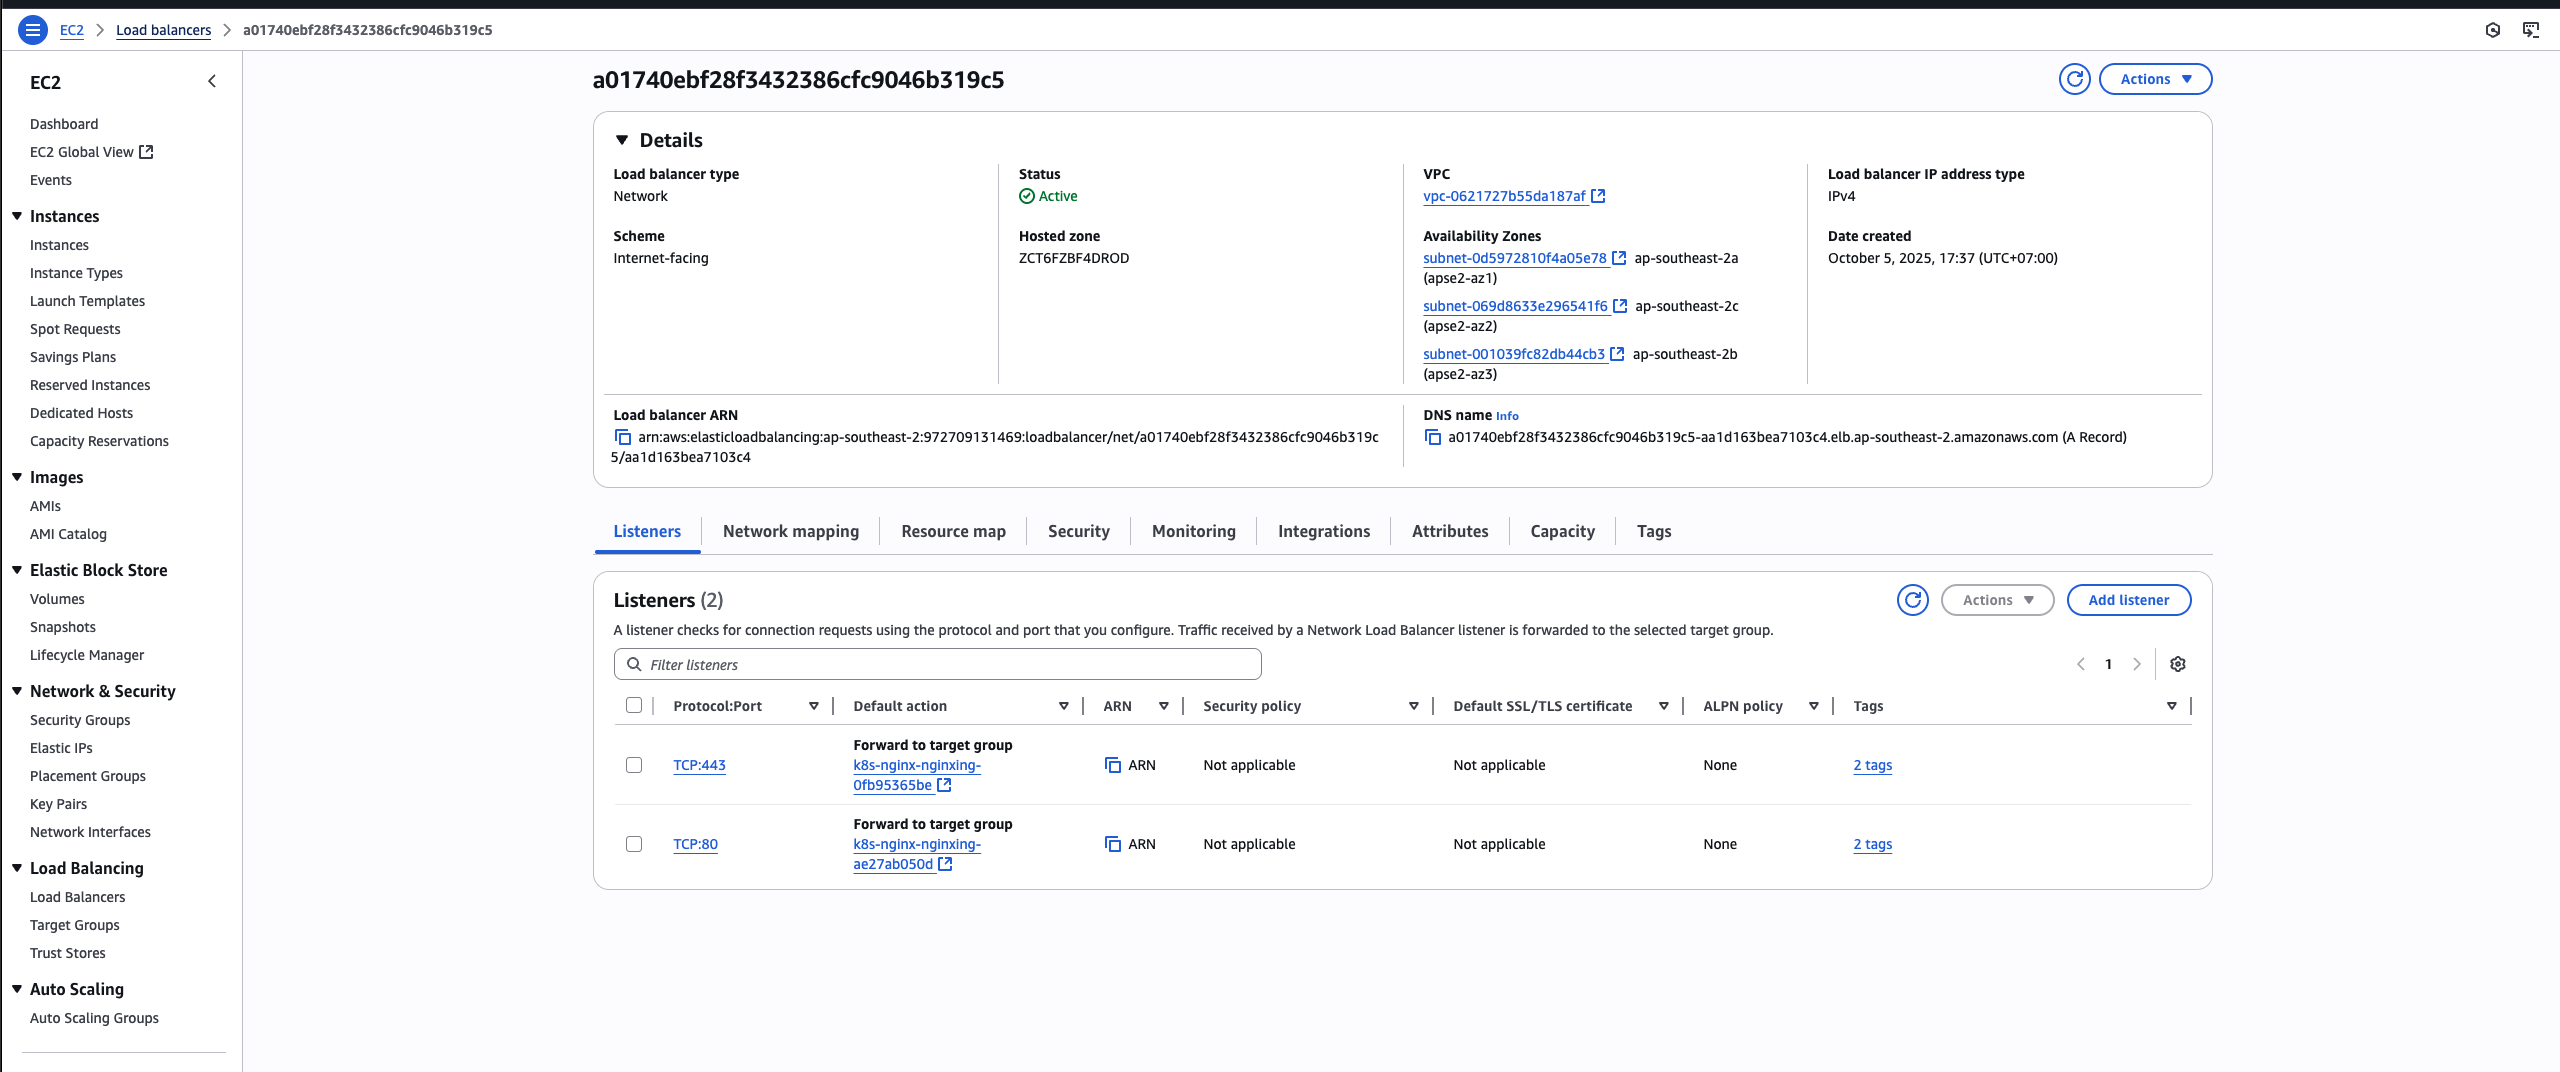 EC2 > Load balancers > a01740ebf28f3432386cfc9046b319c5
EC2
Dashboard
EC2 Global View
Events
Instances
Instances
Instance Types
Launch Templates
Spot Requests
Savings Plans
Reserved Instances
Dedicated Hosts
Capacity Reservations
Images
AMIs
AMI Catalog
Elastic Block Store
Volumes
Snapshots
Lifecycle Manager
Network & Security
Security Groups
Elastic IPs
Placement Groups
Key Pairs
Network Interfaces
Load Balancing
Load Balancers
Target Groups
Trust Stores
Auto Scaling
Auto Scaling Groups
a01740ebf28f3432386cfc9046b319c5
Actions
Details
Load balancer type
Network
Scheme
Internet-facing
Status
Active
Hosted zone
ZCT6FZBF4DROD
VPC
vpc-0621727b55da187af
Availability Zones
subnet-0d5972810f4a05e78 ap-southeast-2a
(apse2-az1)
subnet-069d8633e296541f6 ap-southeast-2c
(apse2-az2)
subnet-001039fc82db44cb3 ap-southeast-2b
(apse2-az3)
Load balancer IP address type
IPv4
Date created
October 5, 2025, 17:37 (UTC+07:00)
Load balancer ARN
arn:aws:elasticloadbalancing:ap-southeast-2:972709131469:loadbalancer/net/a01740ebf28f3432386cfc9046b319c
5/aa1d163bea7103c4
DNS name Info
a01740ebf28f3432386cfc9046b319c5-aa1d163bea7103c4.elb.ap-southeast-2.amazonaws.com (A Record)
Listeners Network mapping Resource map Security Monitoring Integrations Attributes Capacity Tags
Listeners (2)
Actions Add listener
A listener checks for connection requests using the protocol and port that you configure. Traffic received by a Network Load Balancer listener is forwarded to the selected target group.
Filter listeners
1
Protocol:Port Default action ARN Security policy Default SSL/TLS certificate ALPN policy Tags
Forward to target group
TCP:443 k8s-nginx-nginxing- ARN Not applicable Not applicable None 2 tags
0fb95365be
Forward to target group
TCP:80 k8s-nginx-nginxing- ARN Not applicable Not applicable None 2 tags
ae27ab050d